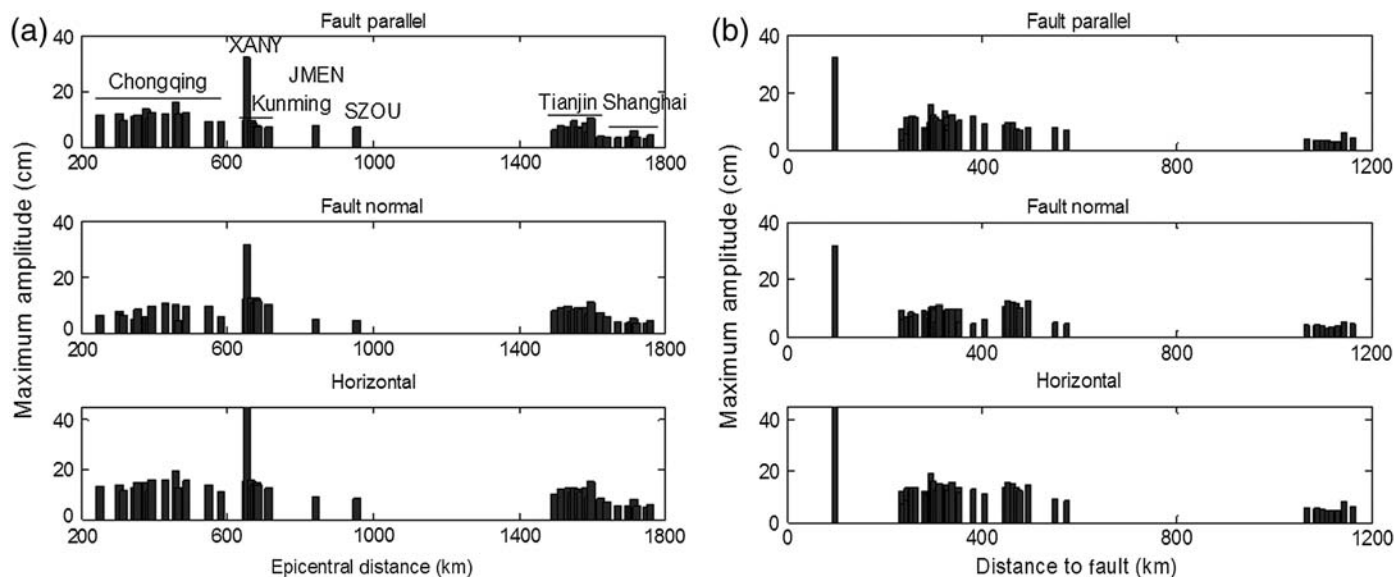 (a)
Fault parallel
40
20
0
XANY
JMEN
Chongqing
Kunming
SZOU
Tianjin Shanghai
200 600 1000 1400 1800
Fault normal
40
20
0
200 600 1000 1400 1800
Horizontal
40
20
0
200 600 1000 1400 1800
Maximum amplitude (cm)
Epicentral distance (km)
(b)
Fault parallel
40
20
0
0 400 800 1200
Fault normal
40
20
0
0 400 800 1200
Horizontal
40
20
0
0 400 800 1200
Maximum amplitude (cm)
Distance to fault (km)